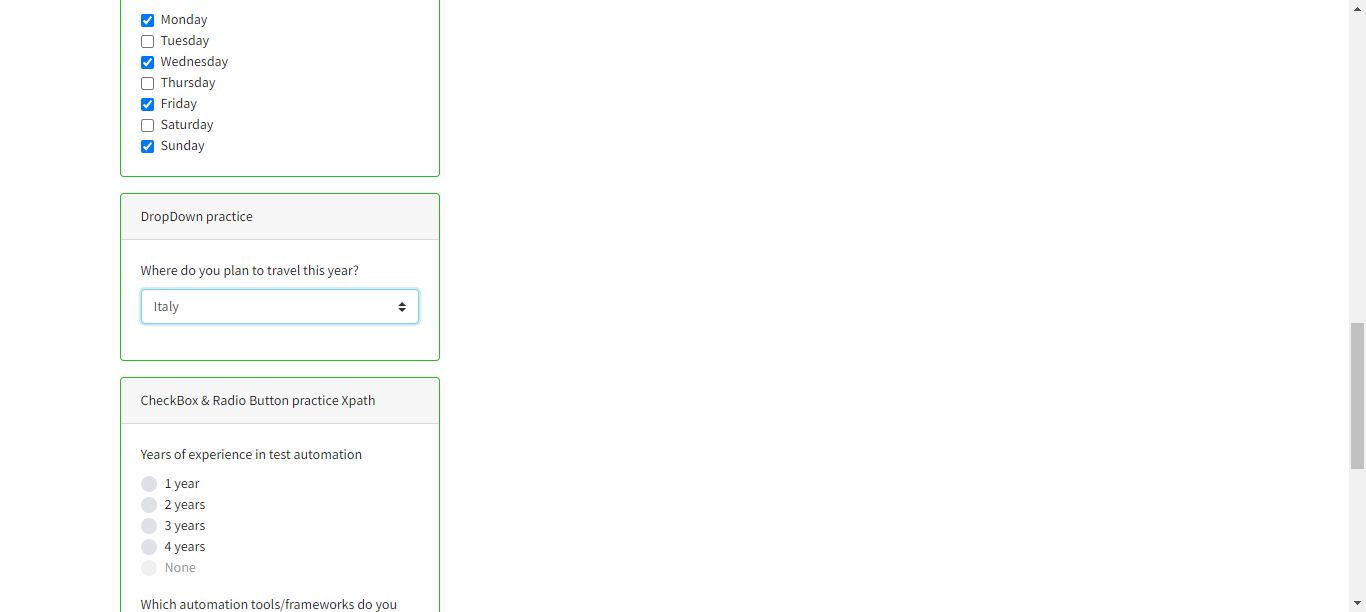 Monday
Tuesday
Wednesday
Thursday
Friday
Saturday
Sunday
DropDown practice
Where do you plan to travel this year?
Italy
CheckBox & Radio Button practice Xpath
Years of experience in test automation
1 year
2 years
3 years
4 years
None
Which automation tools/frameworks do you